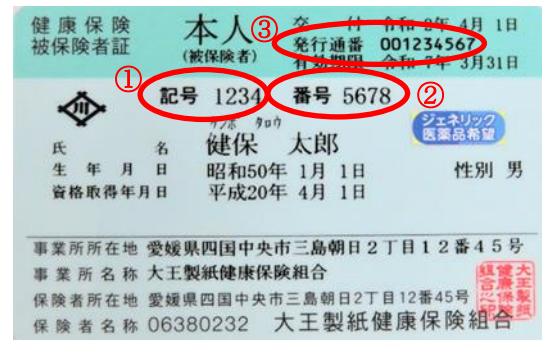 健康保険 本人 ③ 交付 令和 2年 4月 1日
被保険者証 (被保険者) 発行通番 001234567
有効期限 令和 7年 3月31日
① 記号 1234 番号 5678 ②
川
ジェネリック
医薬品希望
ケンポ タロウ
氏名 健保 太郎
生年月日 昭和50年 1月 1日 性別 男
資格取得年月日 平成20年 4月 1日
事業所所在地 愛媛県四国中央市三島朝日2丁目12番45号
事業所名称 大王製紙健康保険組合
保険者所在地 愛媛県四国中央市三島朝日2丁目12番45号
保険者名称 06380232 大王製紙健康保険組合
大王製紙
健康保険
組合之印